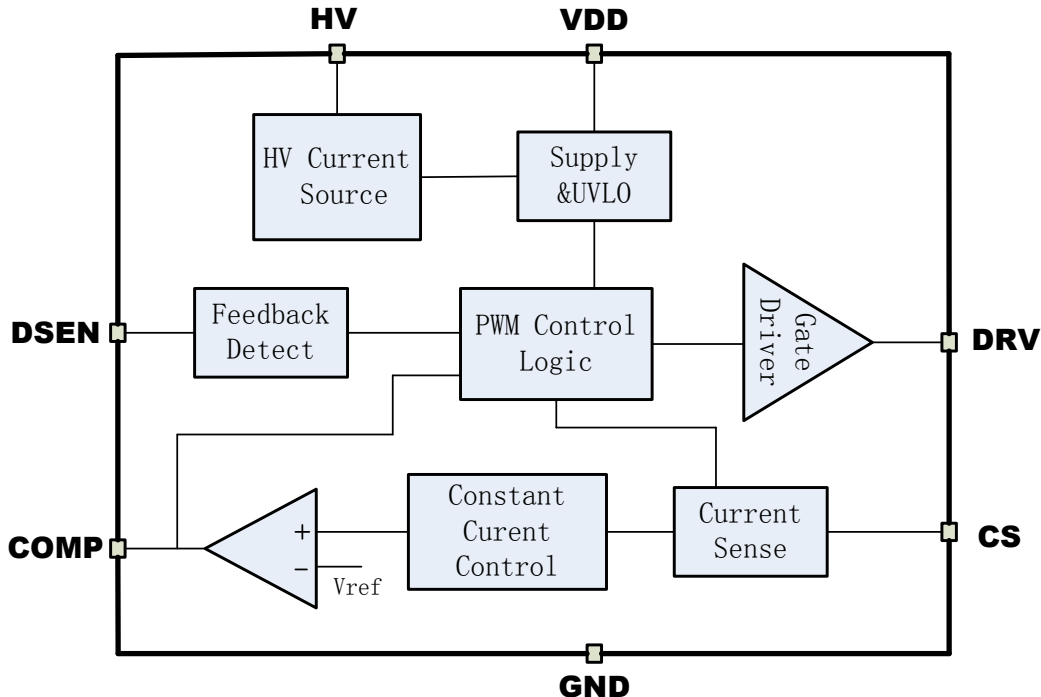 HV
VDD
HV Current
Source
Supply
&UVLO
DSEN
Feedback
Detect
PWM Control
Logic
Gate
Driver
DRV
COMP
+
−
Vref
Constant
Curent
Control
Current
Sense
CS
GND